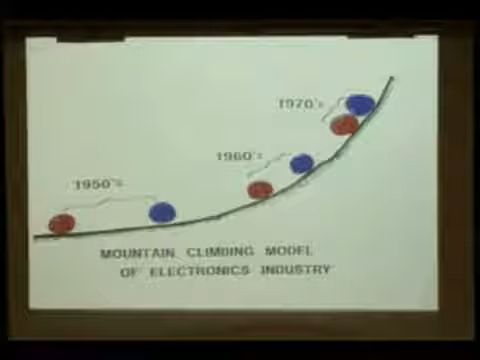 1970's
1960's
1950's
MOUNTAIN CLIMBING MODEL
OF ELECTRONICS INDUSTRY